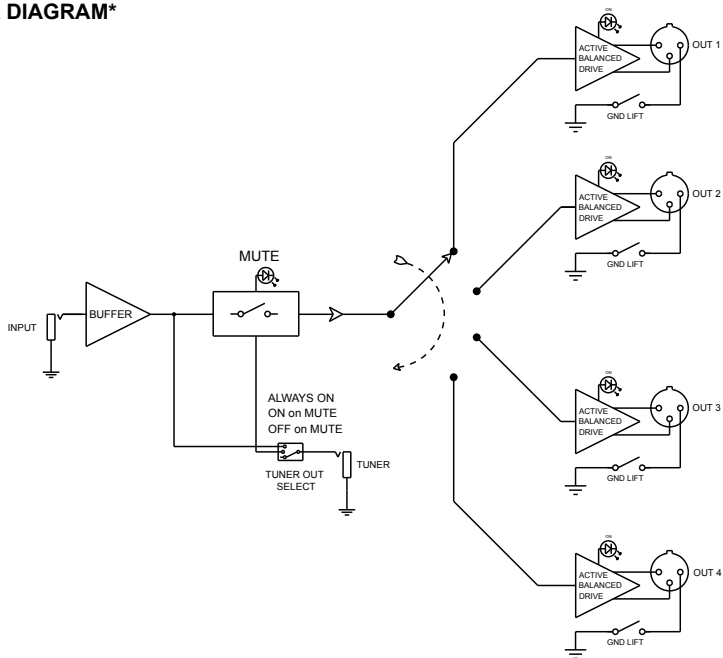 DIAGRAM*
ON
ACTIVE
BALANCED
DRIVE
OUT 1
GND LIFT
ON
ACTIVE
BALANCED
DRIVE
OUT 2
GND LIFT
MUTE
INPUT
BUFFER
ALWAYS ON
ON on MUTE
OFF on MUTE
TUNER OUT
SELECT
TUNER
ON
ACTIVE
BALANCED
DRIVE
OUT 3
GND LIFT
ON
ACTIVE
BALANCED
DRIVE
OUT 4
GND LIFT